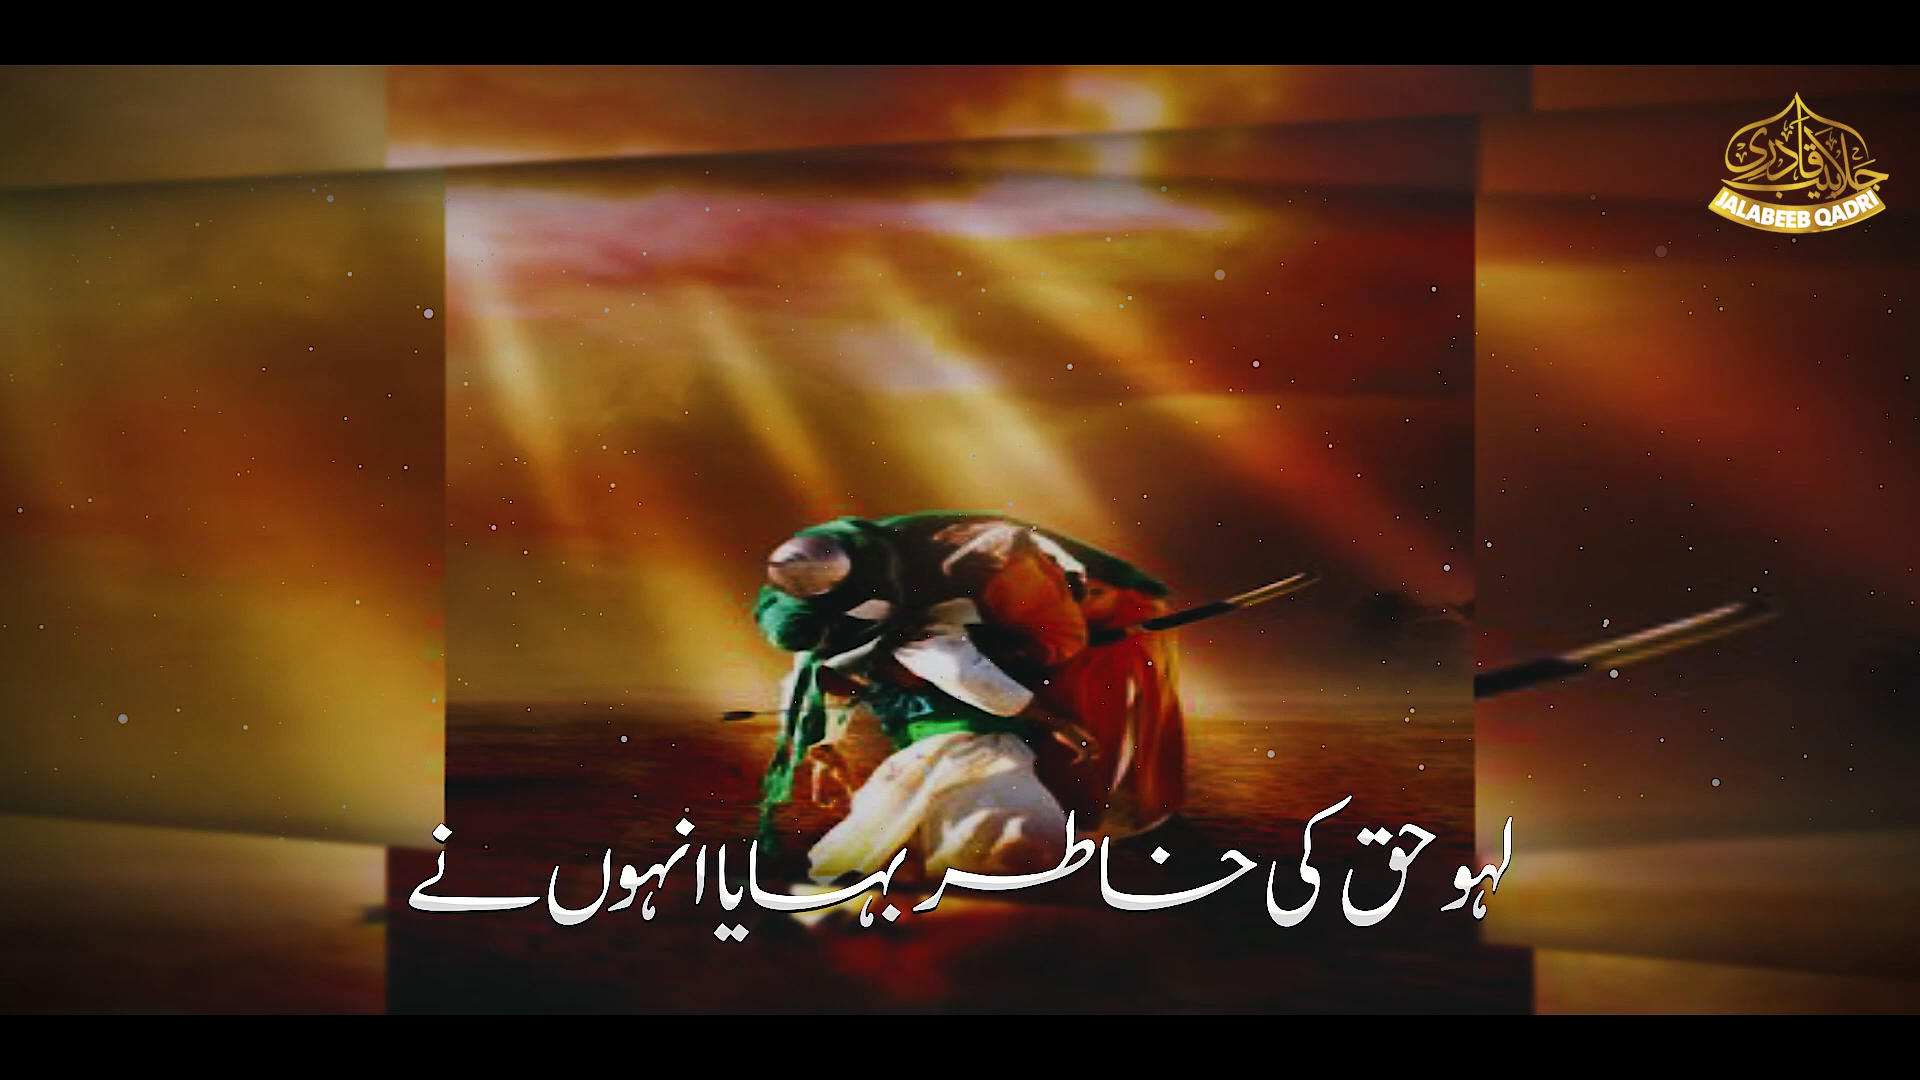 جلابیب قادری
JALABEEB QADRI
لہو حق کی خاطر بہایا انہوں نے